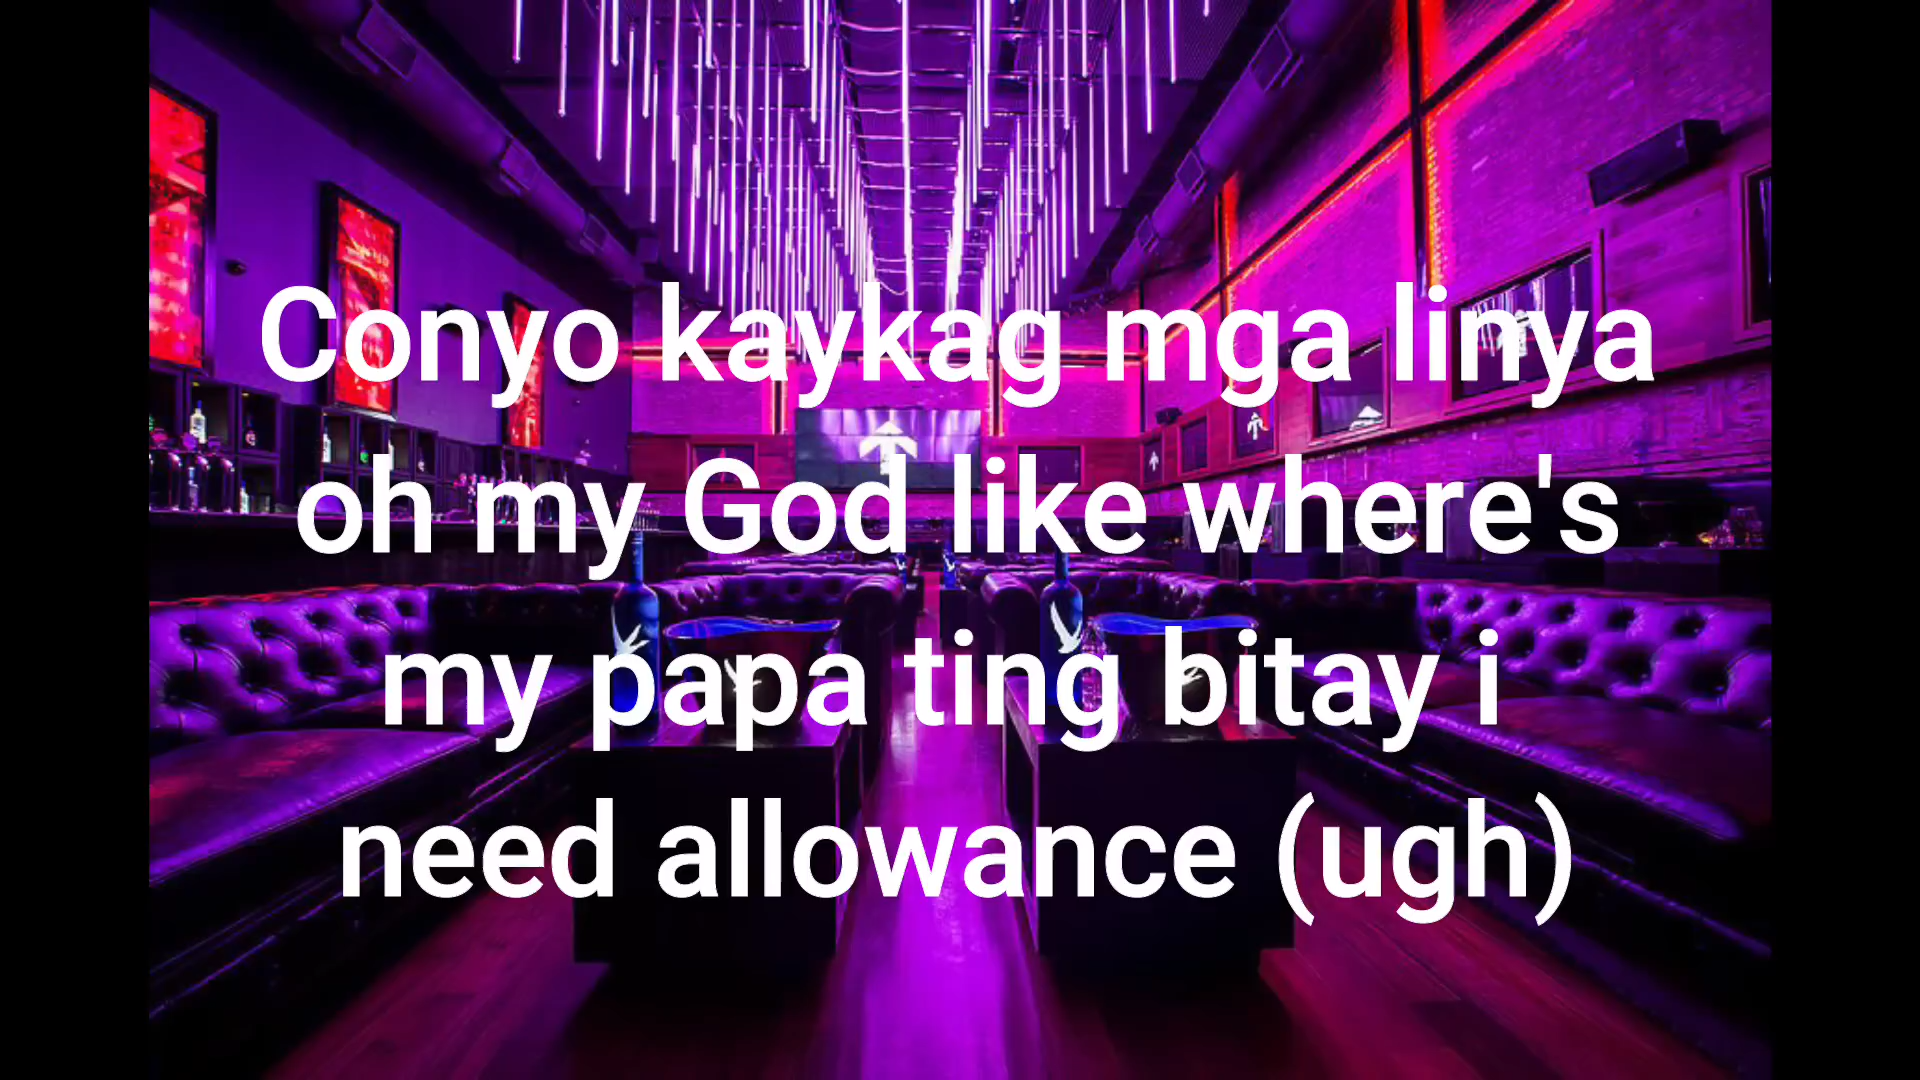 Conyo kaykag mga linya
oh my God like where's
my papa ting bitay i
need allowance (ugh)